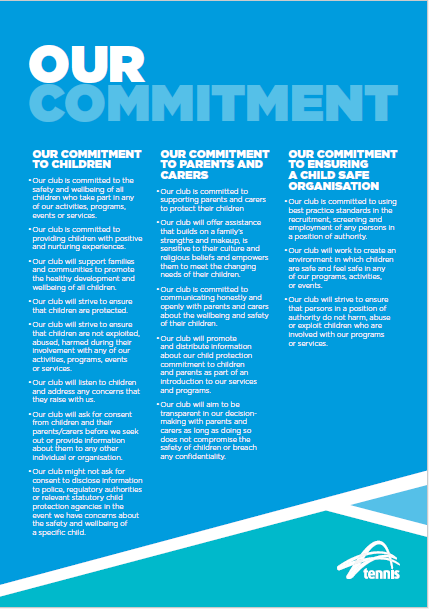 OUR
COMMITMENT
OUR COMMITMENT
TO CHILDREN
•Our club is committed to the
safety and wellbeing of all
children who take part in any
of our activities, programs,
events or services.
•Our club is committed to
providing children with positive
and nurturing experiences.
•Our club will support families
and communities to promote
the healthy development and
wellbeing of all children.
•Our club will strive to ensure
that children are protected.
•Our club will strive to ensure
that children are not exploited,
abused, harmed during their
involvement with any of our
activities, programs, events
or services.
•Our club will listen to children
and address any concerns that
they raise with us.
•Our club will ask for consent
from children and their
parents/carers before we seek
out or provide information
about them to any other
individual or organisation.
•Our club might not ask for
consent to disclose information
to police, regulatory authorities
or relevant statutory child
protection agencies in the
event we have concerns about
the safety and wellbeing of
a specific child.
OUR COMMITMENT
TO PARENTS AND
CARERS
•Our club is committed to
supporting parents and carers
to protect their children
•Our club will offer assistance
that builds on a family's
strengths and makeup, is
sensitive to their culture and
religious beliefs and empowers
them to meet the changing
needs of their children.
•Our club is committed to
communicating honestly and
openly with parents and carers
about the wellbeing and safety
of their children.
•Our club will promote
and distribute information
about our child protection
commitment to children
and parents as part of an
introduction to our services
and programs.
•Our club will aim to be
transparent in our decision-
making with parents and
carers as long as doing so
does not compromise the
safety of children or breach
any confidentiality.
OUR COMMITMENT
TO ENSURING
A CHILD SAFE
ORGANISATION
•Our club is committed to using
best practice standards in the
recruitment, screening and
employment of any persons in
a position of authority.
•Our club will work to create an
environment in which children
are safe and feel safe in any
of our programs, activities,
or events.
•Our club will strive to ensure
that persons in a position of
authority do not harm, abuse
or exploit children who are
involved with our programs
or services.
tennis